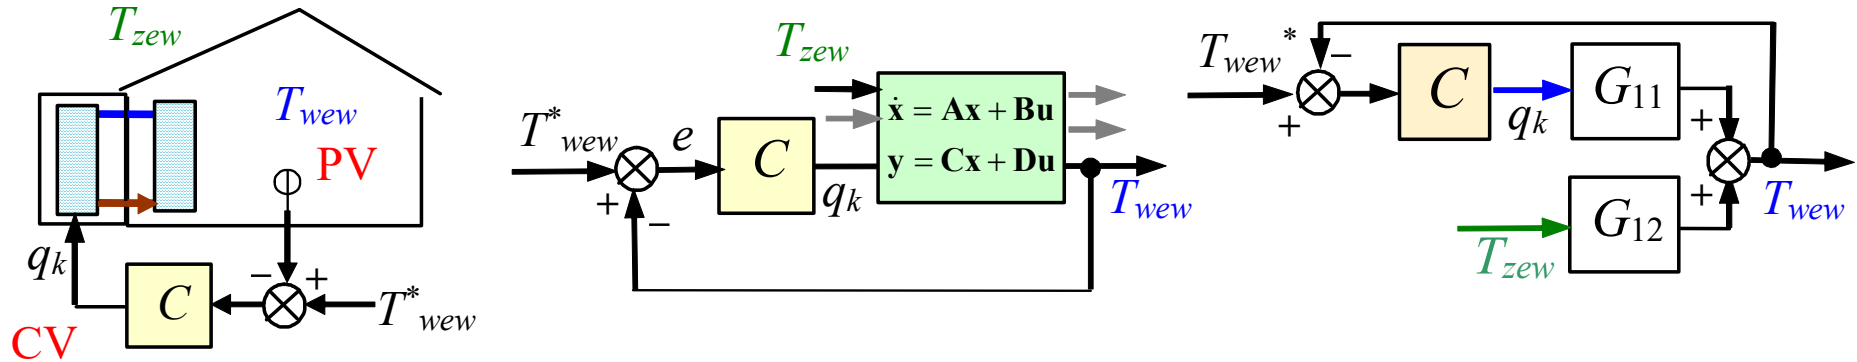 T_zew
T_wew
PV
q_k
C
− +
T*_wew
CV
T_zew
T*_wew
e
+
−
C
q_k
ẋ = Ax + Bu
y = Cx + Du
T_wew
T_wew*
−
+
C
q_k
G_11
+
+
G_12
T_zew
T_wew